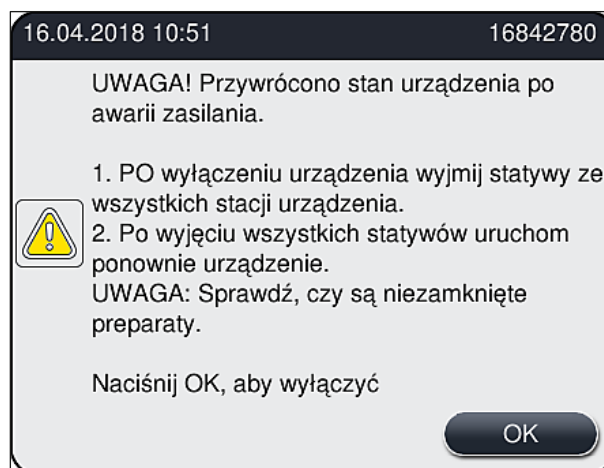 16.04.2018 10:51 16842780
UWAGA! Przywrócono stan urządzenia po
awarii zasilania.
1. PO wyłączeniu urządzenia wyjmij statywy ze
wszystkich stacji urządzenia.
2. Po wyjęciu wszystkich statywów uruchom
ponownie urządzenie.
UWAGA: Sprawdź, czy są niezamknięte
preparaty.
Naciśnij OK, aby wyłączyć
OK